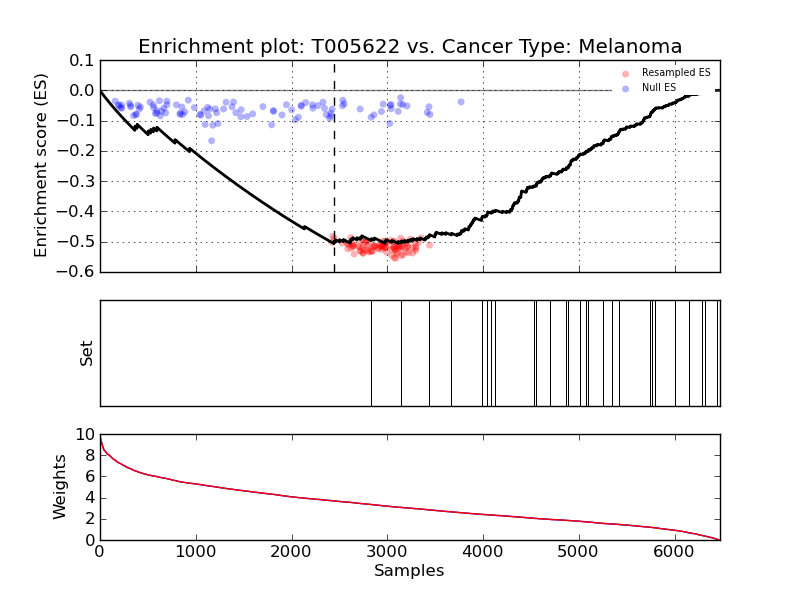 Enrichment plot: T005622 vs. Cancer Type: Melanoma
Enrichment score (ES)
0.1
0.0
−0.1
−0.2
−0.3
−0.4
−0.5
−0.6
Resampled ES
Null ES
Set
Weights
10
8
6
4
2
0
0 1000 2000 3000 4000 5000 6000
Samples